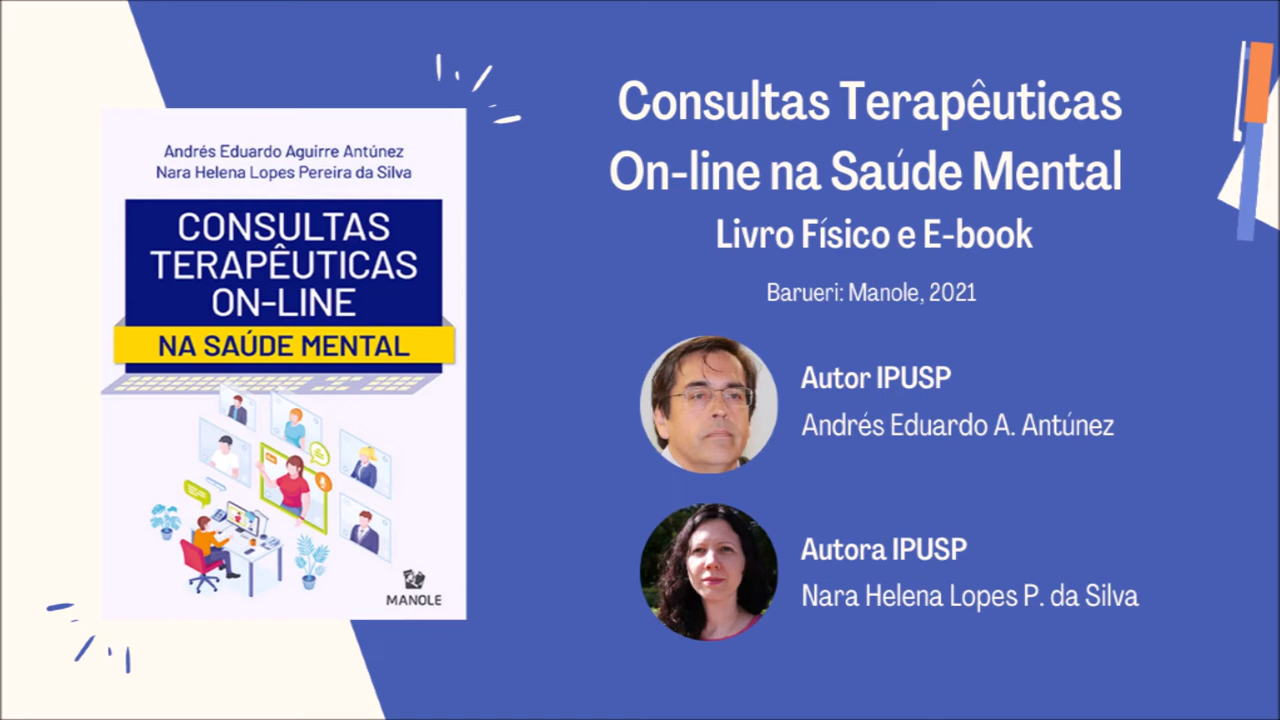 Andrés Eduardo Aguirre Antúnez
Nara Helena Lopes Pereira da Silva
CONSULTAS
TERAPÊUTICAS
ON-LINE
NA SAÚDE MENTAL
MANOLE
Consultas Terapêuticas
On-line na Saúde Mental
Livro Físico e E-book
Barueri: Manole, 2021
Autor IPUSP
Andrés Eduardo A. Antúnez
Autora IPUSP
Nara Helena Lopes P. da Silva